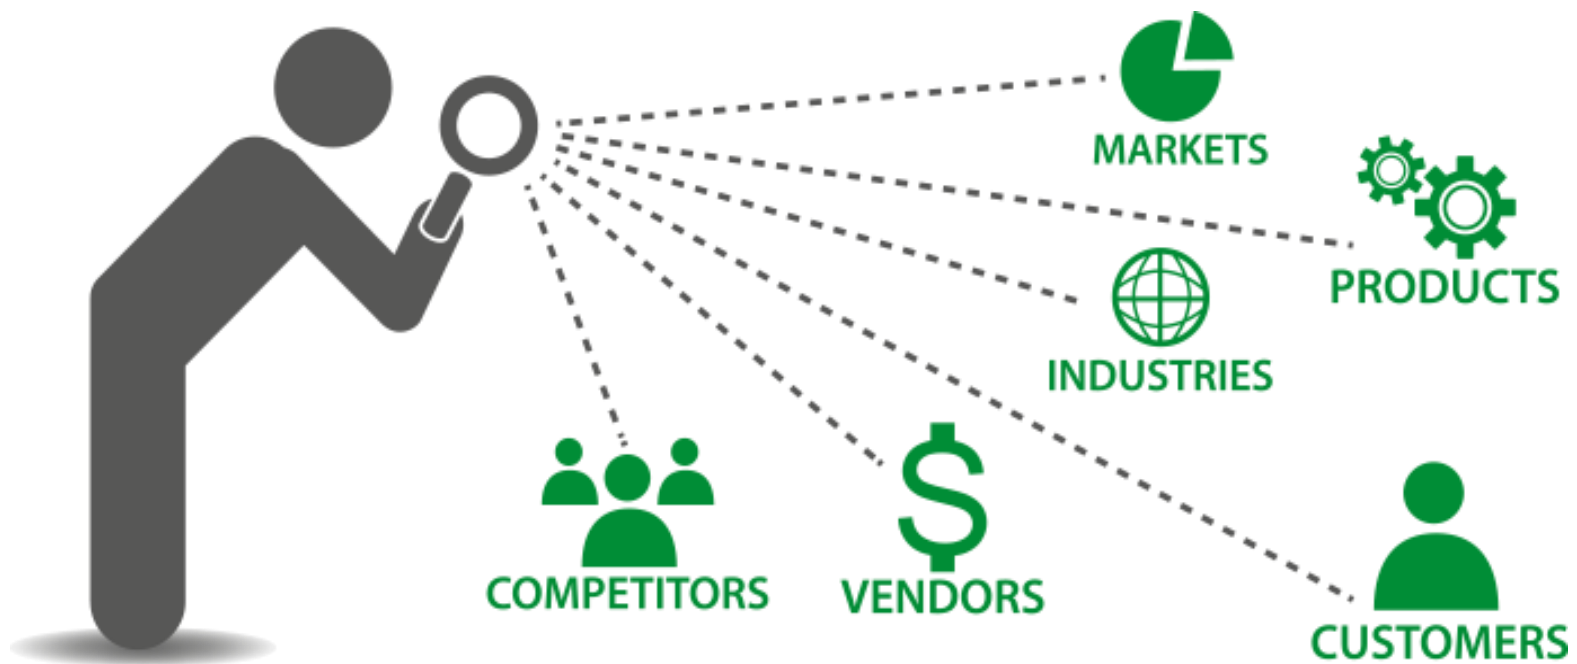 MARKETS
PRODUCTS
INDUSTRIES
COMPETITORS
VENDORS
CUSTOMERS